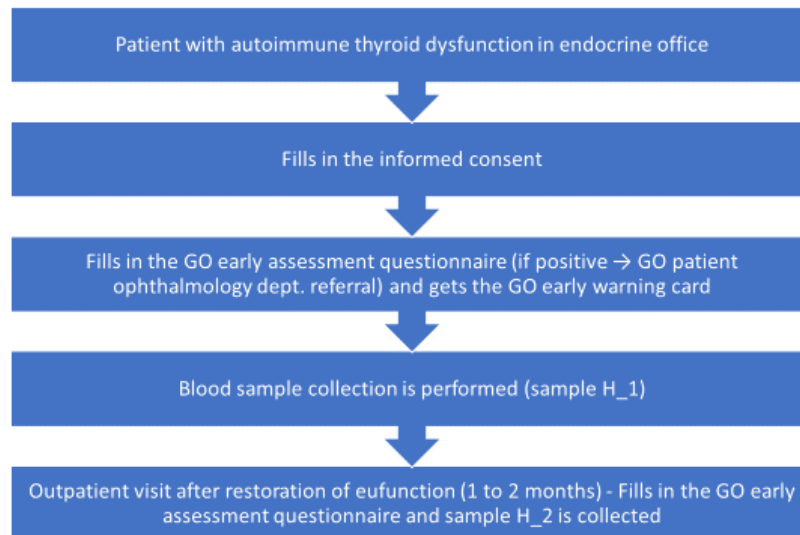 Patient with autoimmune thyroid dysfunction in endocrine office
Fills in the informed consent
Fills in the GO early assessment questionnaire (if positive → GO patient
ophthalmology dept. referral) and gets the GO early warning card
Blood sample collection is performed (sample H_1)
Outpatient visit after restoration of eufunction (1 to 2 months) - Fills in the GO early
assessment questionnaire and sample H_2 is collected